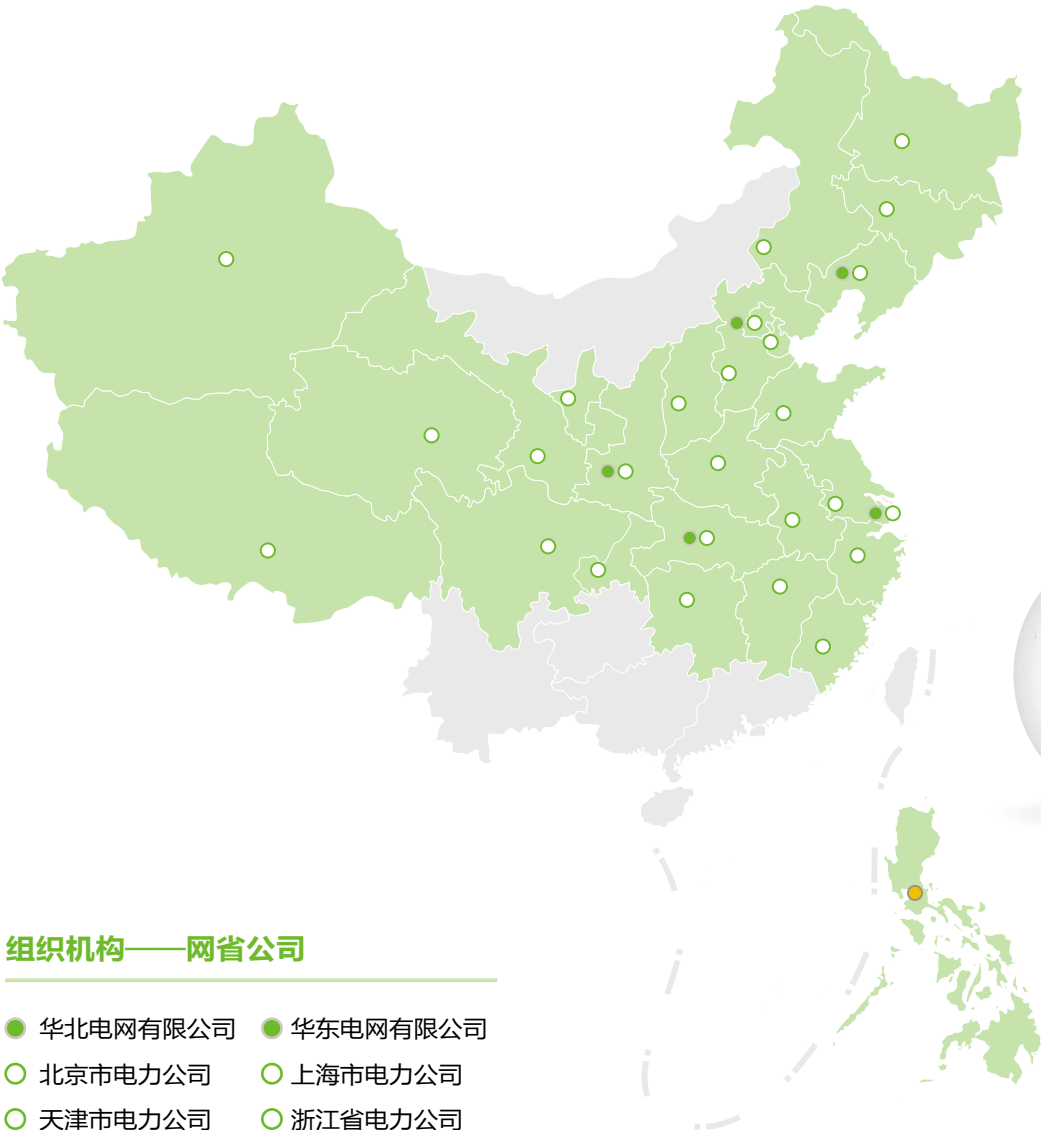 组织机构——网省公司
华北电网有限公司 华东电网有限公司
北京市电力公司 上海市电力公司
天津市电力公司 浙江省电力公司